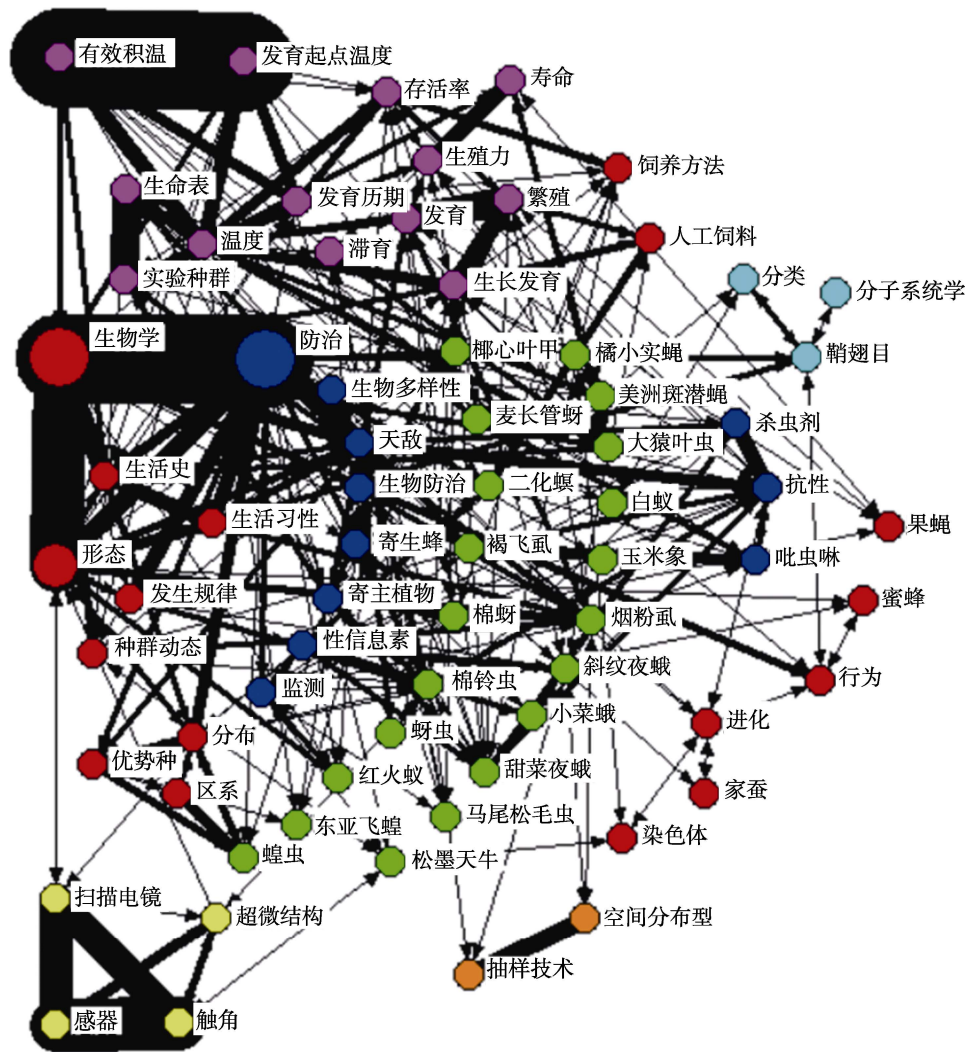 有效积温
发育起点温度
存活率
寿命
生殖力
饲养方法
生命表
发育历期
发育
繁殖
温度
滞育
人工饲料
实验种群
生长发育
分类
分子系统学
生物学
防治
椰心叶甲
橘小实蝇
鞘翅目
生物多样性
美洲斑潜蝇
麦长管蚜
杀虫剂
天敌
大猿叶虫
生活史
生物防治
二化螟
白蚁
抗性
生活习性
果蝇
形态
寄生蜂
褐飞虱
玉米象
吡虫啉
发生规律
寄主植物
棉蚜
烟粉虱
蜜蜂
种群动态
性信息素
棉铃虫
斜纹夜蛾
行为
监测
小菜蛾
进化
分布
蚜虫
优势种
红火蚁
甜菜夜蛾
区系
家蚕
东亚飞蝗
马尾松毛虫
染色体
蝗虫
松墨天牛
扫描电镜
超微结构
空间分布型
抽样技术
感器
触角